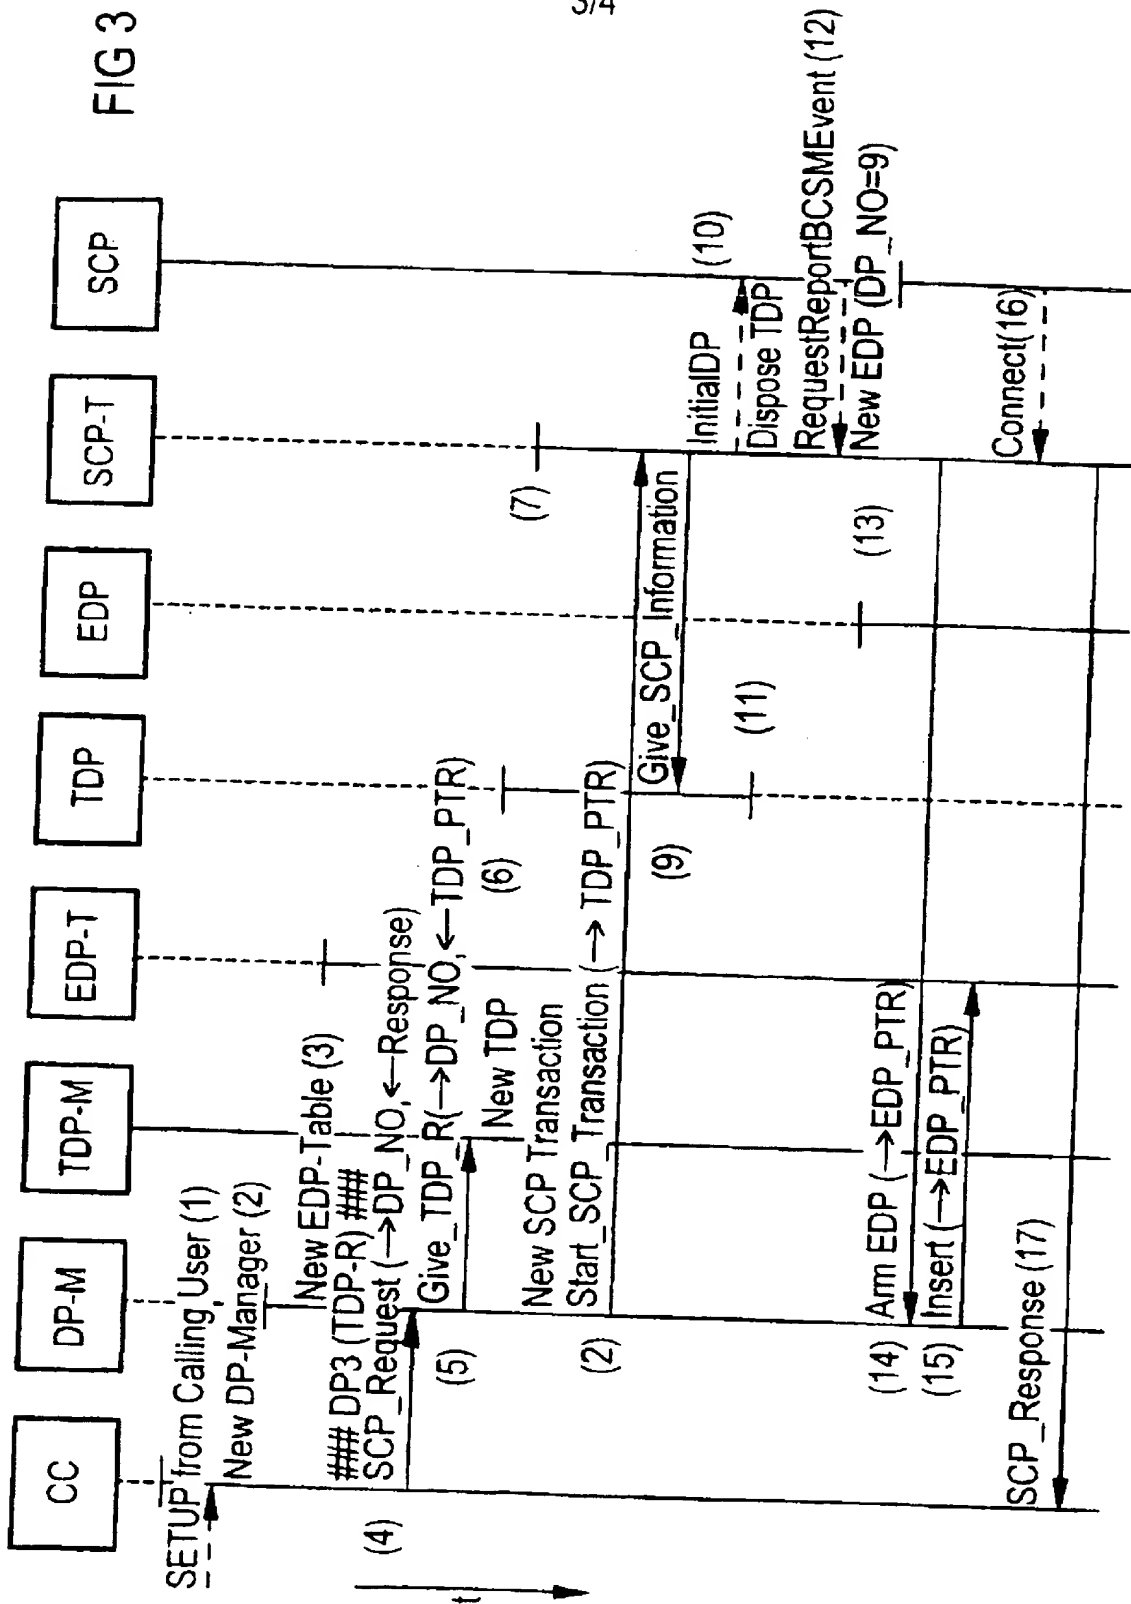 3/4
FIG 3
CC
DP-M
TDP-M
EDP-T
TDP
EDP
SCP-T
SCP
SETUP from Calling User (1)
New DP-Manager (2)
New EDP-Table (3)
### DP3 (TDP-R) ###
(4)
SCP_Request (→DP_NO, ←Response)
(5)
Give_TDP_R(→DP_NO, ←TDP_PTR)
(6)
New TDP
(7)
New SCP Transaction
(2)
Start_SCP_Transaction (→ TDP_PTR)
(9)
Give_SCP_Information
InitialDP
(10)
(11)
Dispose TDP
RequestReportBCSMEvent (12)
(13)
New EDP (DP_NO=9)
(14)
Arm EDP (→EDP_PTR)
(15)
Insert (→EDP_PTR)
Connect(16)
SCP_Response (17)
t